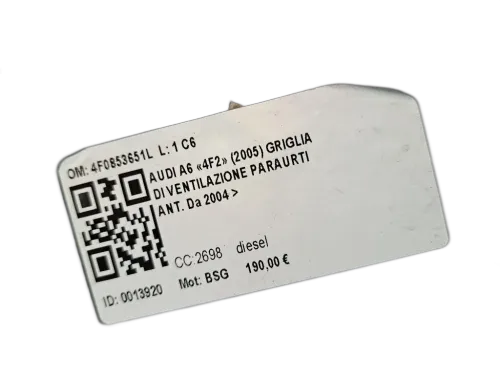 OM: 4F0853651L L: 1 C6
AUDI A6 «4F2» (2005) GRIGLIA
DI VENTILAZIONE PARAURTI
ANT. Da 2004 >
CC:2698 diesel
ID: 0013920 Mot: BSG 190,00 €